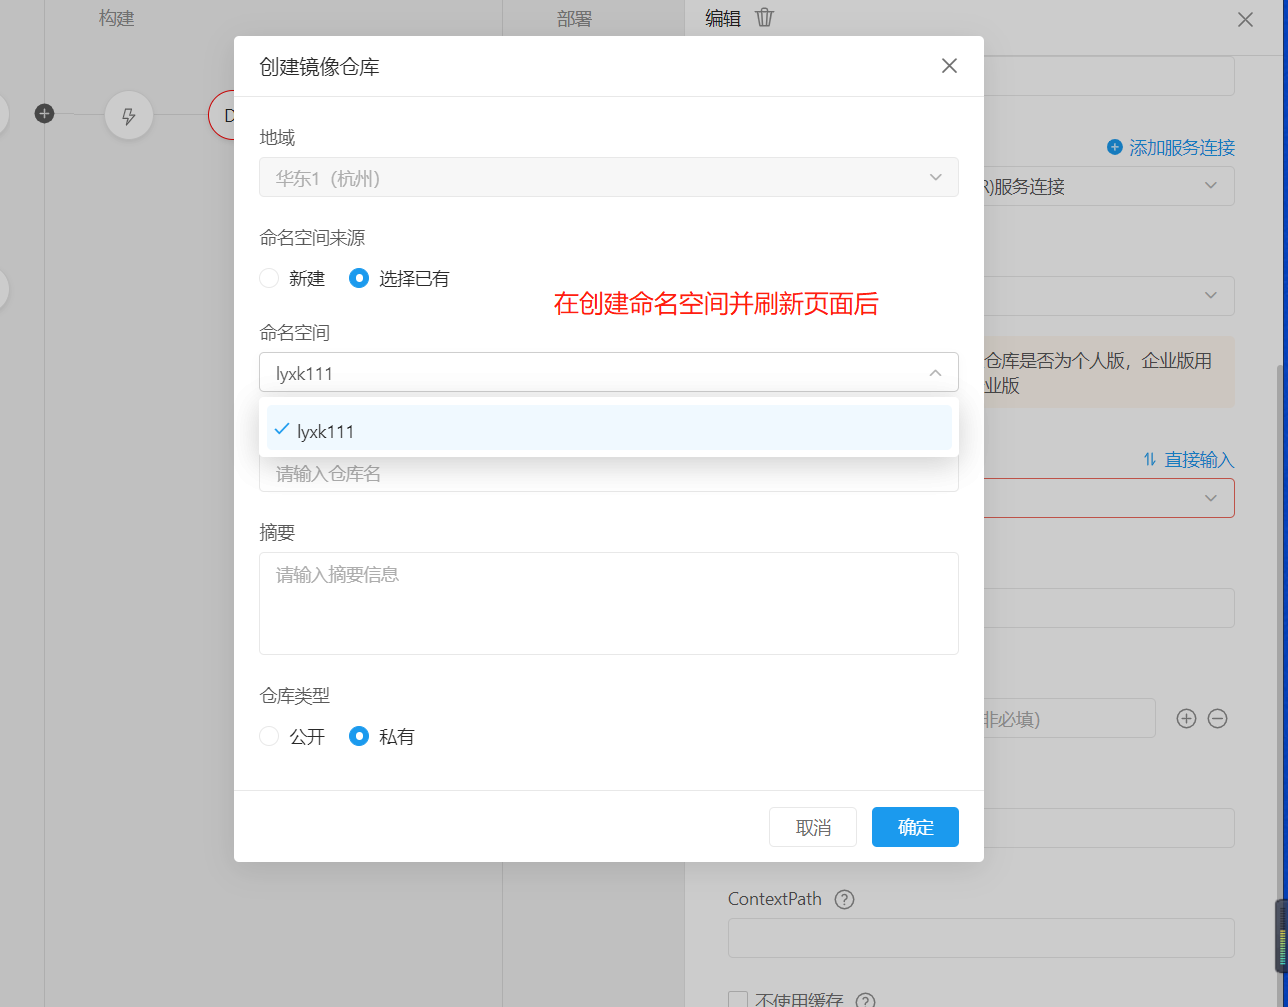 构建
部署
编辑
创建镜像仓库
地域
华东1（杭州）
添加服务连接
R)服务连接
命名空间来源
新建
选择已有
在创建命名空间并刷新页面后
命名空间
lyxk111
仓库是否为个人版，企业版用
业版
lyxk111
请输入仓库名
直接输入
摘要
请输入摘要信息
仓库类型
公开
私有
非必填)
取消
确定
ContextPath
不使用缓存